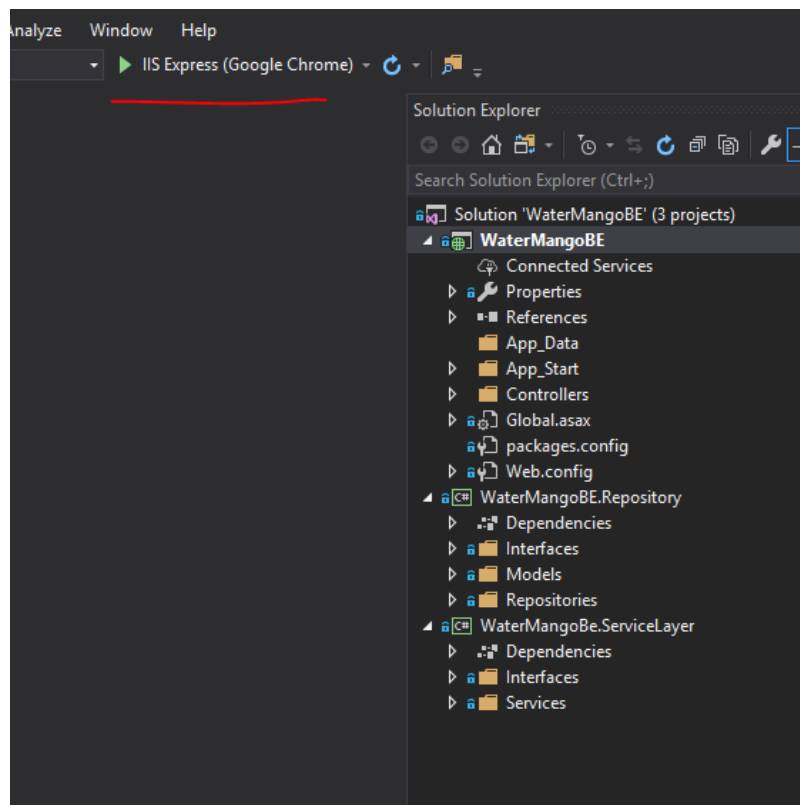 Analyze Window Help
IIS Express (Google Chrome)
Solution Explorer
Search Solution Explorer (Ctrl+;)
Solution 'WaterMangoBE' (3 projects)
WaterMangoBE
Connected Services
Properties
References
App_Data
App_Start
Controllers
Global.asax
packages.config
Web.config
C# WaterMangoBE.Repository
Dependencies
Interfaces
Models
Repositories
C# WaterMangoBe.ServiceLayer
Dependencies
Interfaces
Services